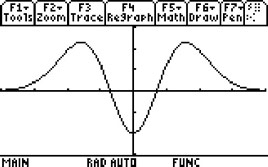 F1 F2 F3 F4 F5 F6 F7
Tools Zoom Trace ReGraph Math Draw Pen
MAIN RAD AUTO FUNC